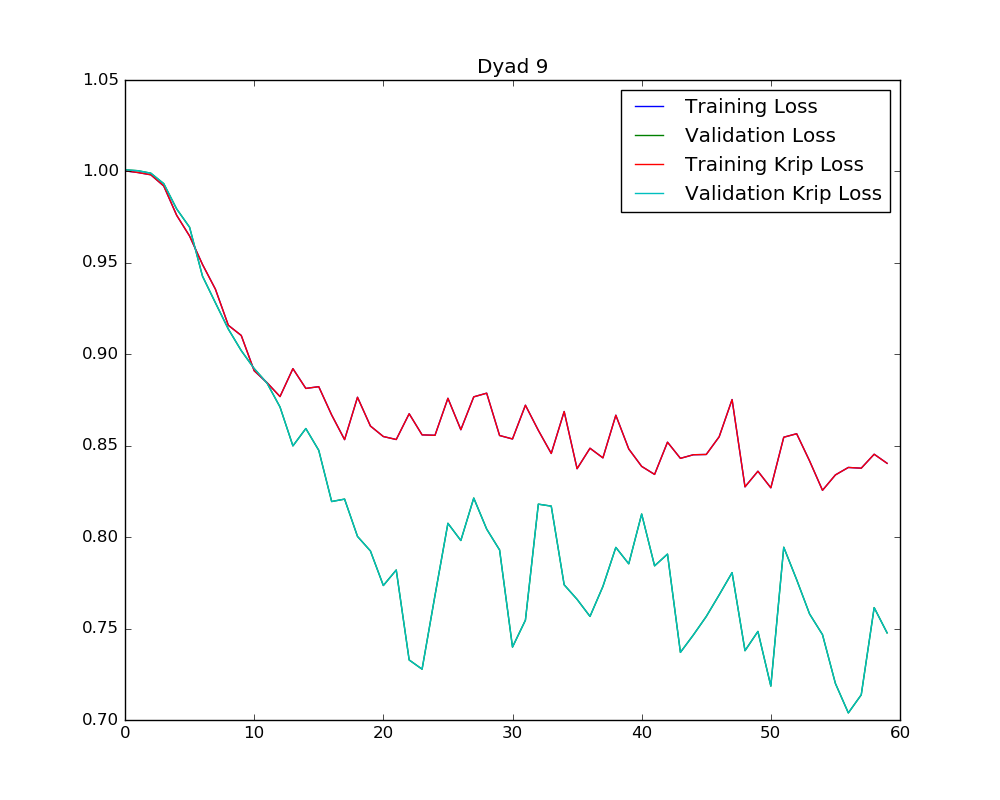 Dyad 9
1.05
Training Loss
Validation Loss
Training Krip Loss
Validation Krip Loss
1.00
0.95
0.90
0.85
0.80
0.75
0.70
0 10 20 30 40 50 60